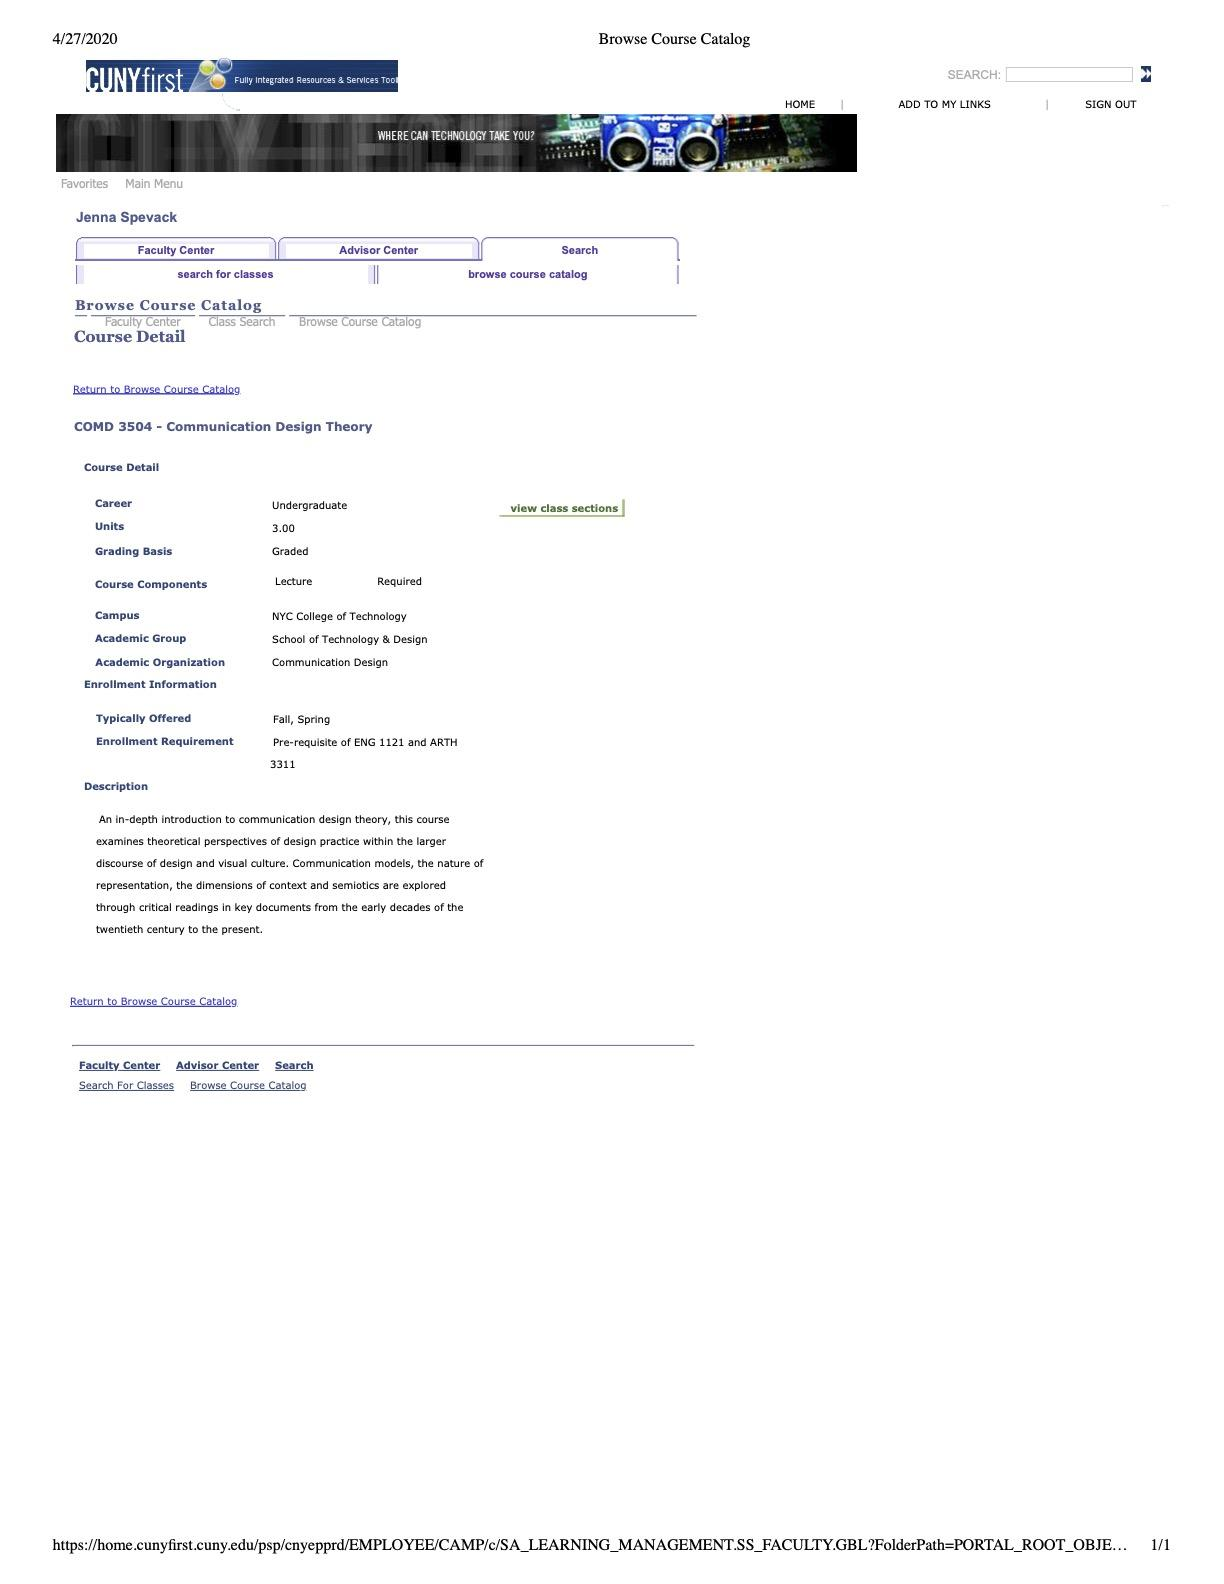 4/27/2020 Browse Course Catalog
CUNYfirst Fully Integrated Resources & Services Tool
SEARCH:
HOME | ADD TO MY LINKS | SIGN OUT
CITY TECH
WHERE CAN TECHNOLOGY TAKE YOU?
Favorites Main Menu
Jenna Spevack
Faculty Center Advisor Center Search
search for classes browse course catalog
Browse Course Catalog
Faculty Center Class Search Browse Course Catalog
Course Detail
Return to Browse Course Catalog
COMD 3504 - Communication Design Theory
Course Detail
Career Undergraduate view class sections
Units 3.00
Grading Basis Graded
Course Components Lecture Required
Campus NYC College of Technology
Academic Group School of Technology & Design
Academic Organization Communication Design
Enrollment Information
Typically Offered Fall, Spring
Enrollment Requirement Pre-requisite of ENG 1121 and ARTH
3311
Description
An in-depth introduction to communication design theory, this course
examines theoretical perspectives of design practice within the larger
discourse of design and visual culture. Communication models, the nature of
representation, the dimensions of context and semiotics are explored
through critical readings in key documents from the early decades of the
twentieth century to the present.
Return to Browse Course Catalog
Faculty Center Advisor Center Search
Search For Classes Browse Course Catalog
https://home.cunyfirst.cuny.edu/psp/cnyepprd/EMPLOYEE/CAMP/c/SA_LEARNING_MANAGEMENT.SS_FACULTY.GBL?FolderPath=PORTAL_ROOT_OBJE… 1/1